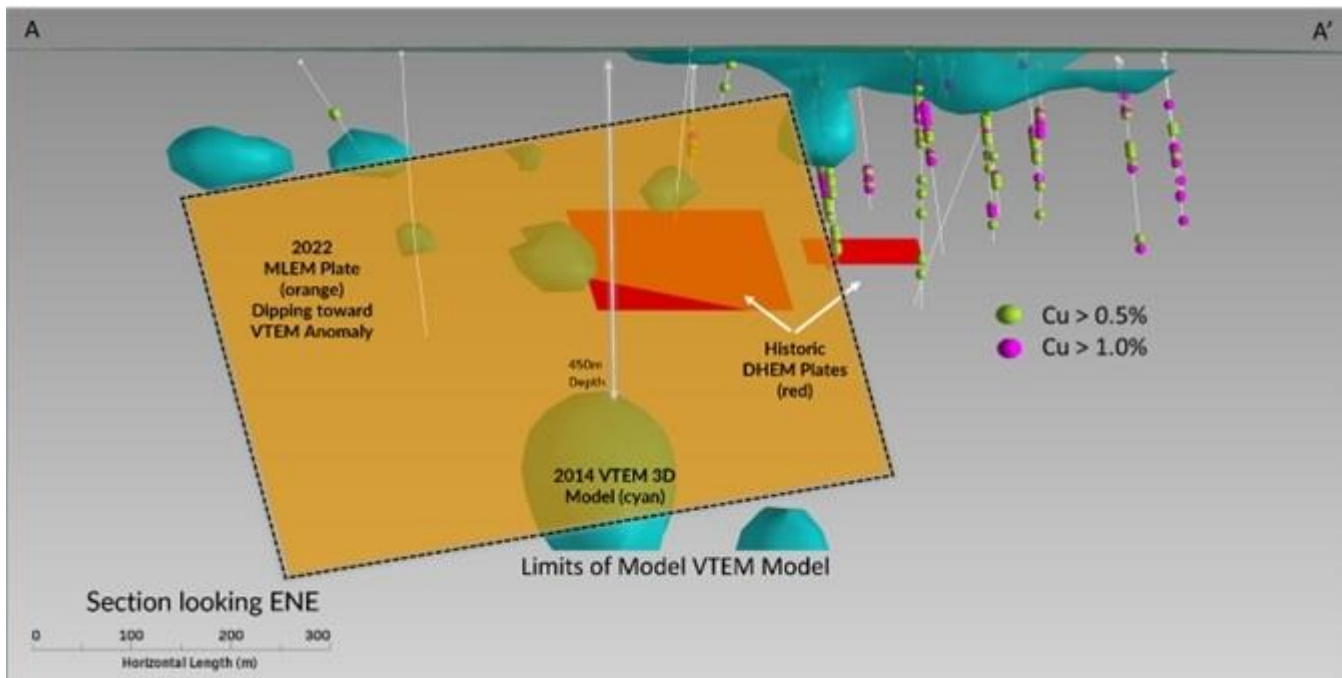 A
A'
2022
MLEM Plate
(orange)
Dipping toward
VTEM Anomaly
Cu > 0.5%
Cu > 1.0%
Historic
DHEM Plates
(red)
450m
Depth
2014 VTEM 3D
Model (cyan)
Limits of Model VTEM Model
Section looking ENE
0 100 200 300
Horizontal Length (m)